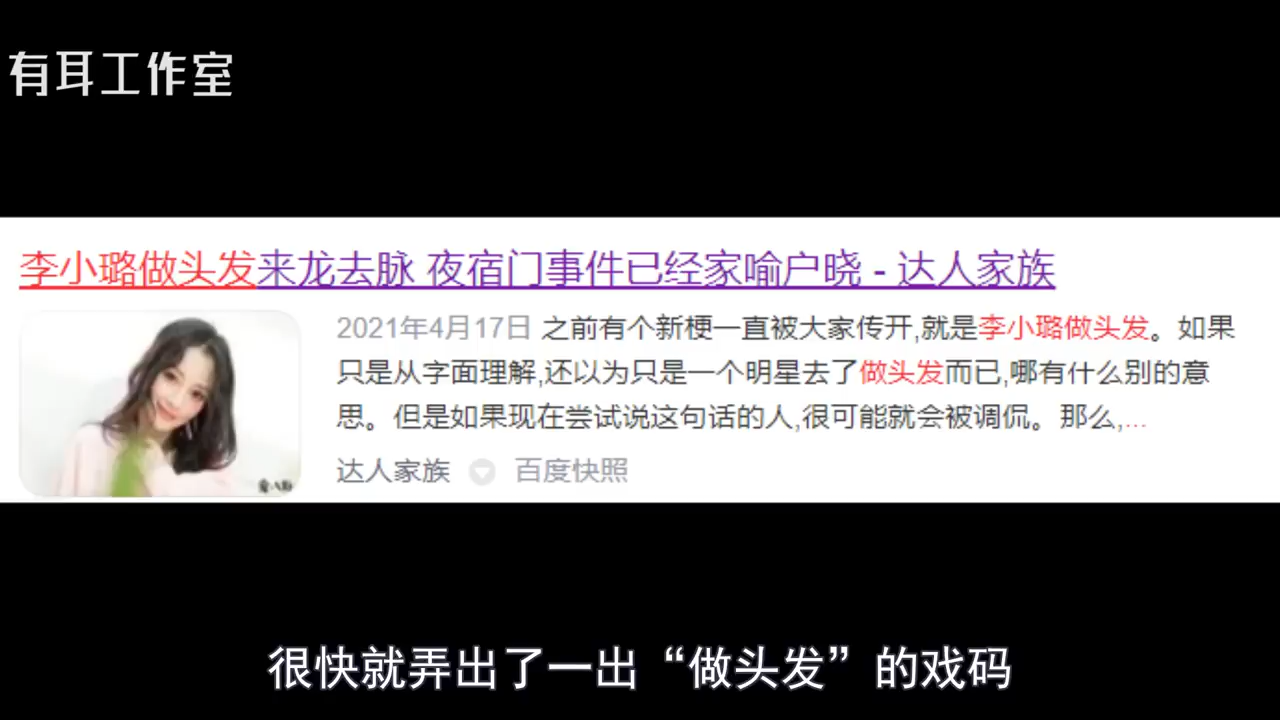 有耳工作室
李小璐做头发来龙去脉 夜宿门事件已经家喻户晓 - 达人家族
2021年4月17日 之前有个新梗一直被大家传开,就是李小璐做头发。如果
只是从字面理解,还以为只是一个明星去了做头发而已,哪有什么别的意
思。但是如果现在尝试说这句话的人,很可能就会被调侃。那么,...
达人家族 百度快照
很快就弄出了一出“做头发”的戏码